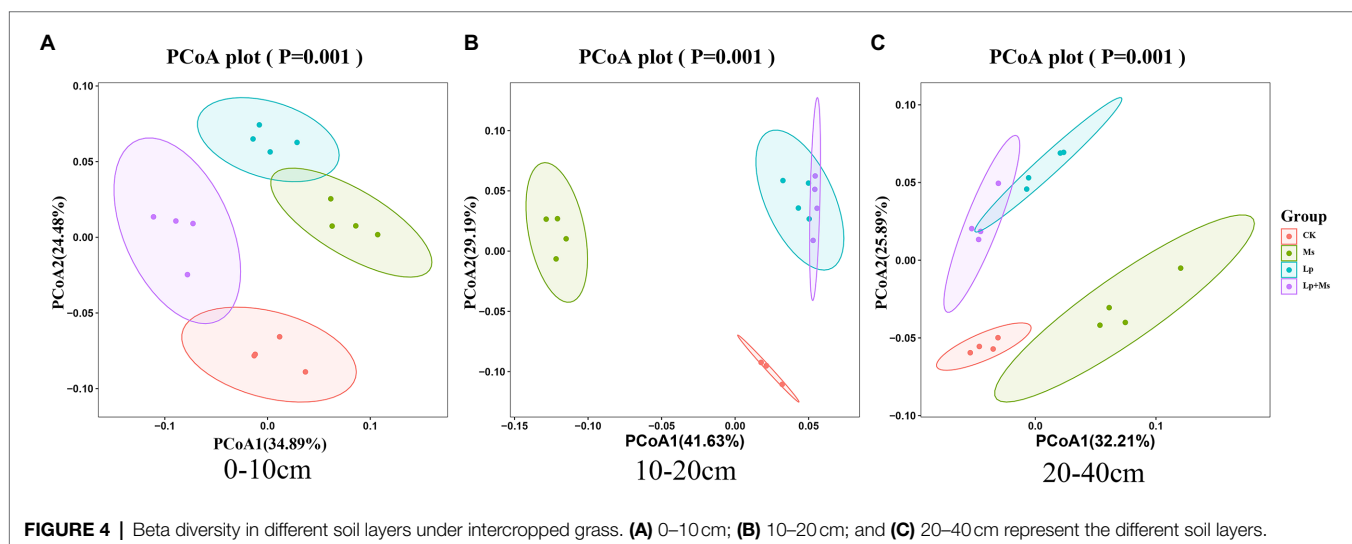 A
PCoA plot ( P=0.001 )
PCoA2(24.48%)
0.10
0.05
0.00
−0.05
−0.10
−0.1
0.0
0.1
PCoA1(34.89%)
0-10cm
B
PCoA plot ( P=0.001 )
PCoA2(29.19%)
0.10
0.05
0.00
−0.05
−0.10
−0.15
−0.10
−0.05
0.00
0.05
PCoA1(41.63%)
10-20cm
C
PCoA plot ( P=0.001 )
PCoA2(25.89%)
0.10
0.05
0.00
−0.05
−0.10
0.0
0.1
PCoA1(32.21%)
20-40cm
Group
CK
Ms
Lp
Lp+Ms
FIGURE 4 | Beta diversity in different soil layers under intercropped grass. (A) 0–10 cm; (B) 10–20 cm; and (C) 20–40 cm represent the different soil layers.